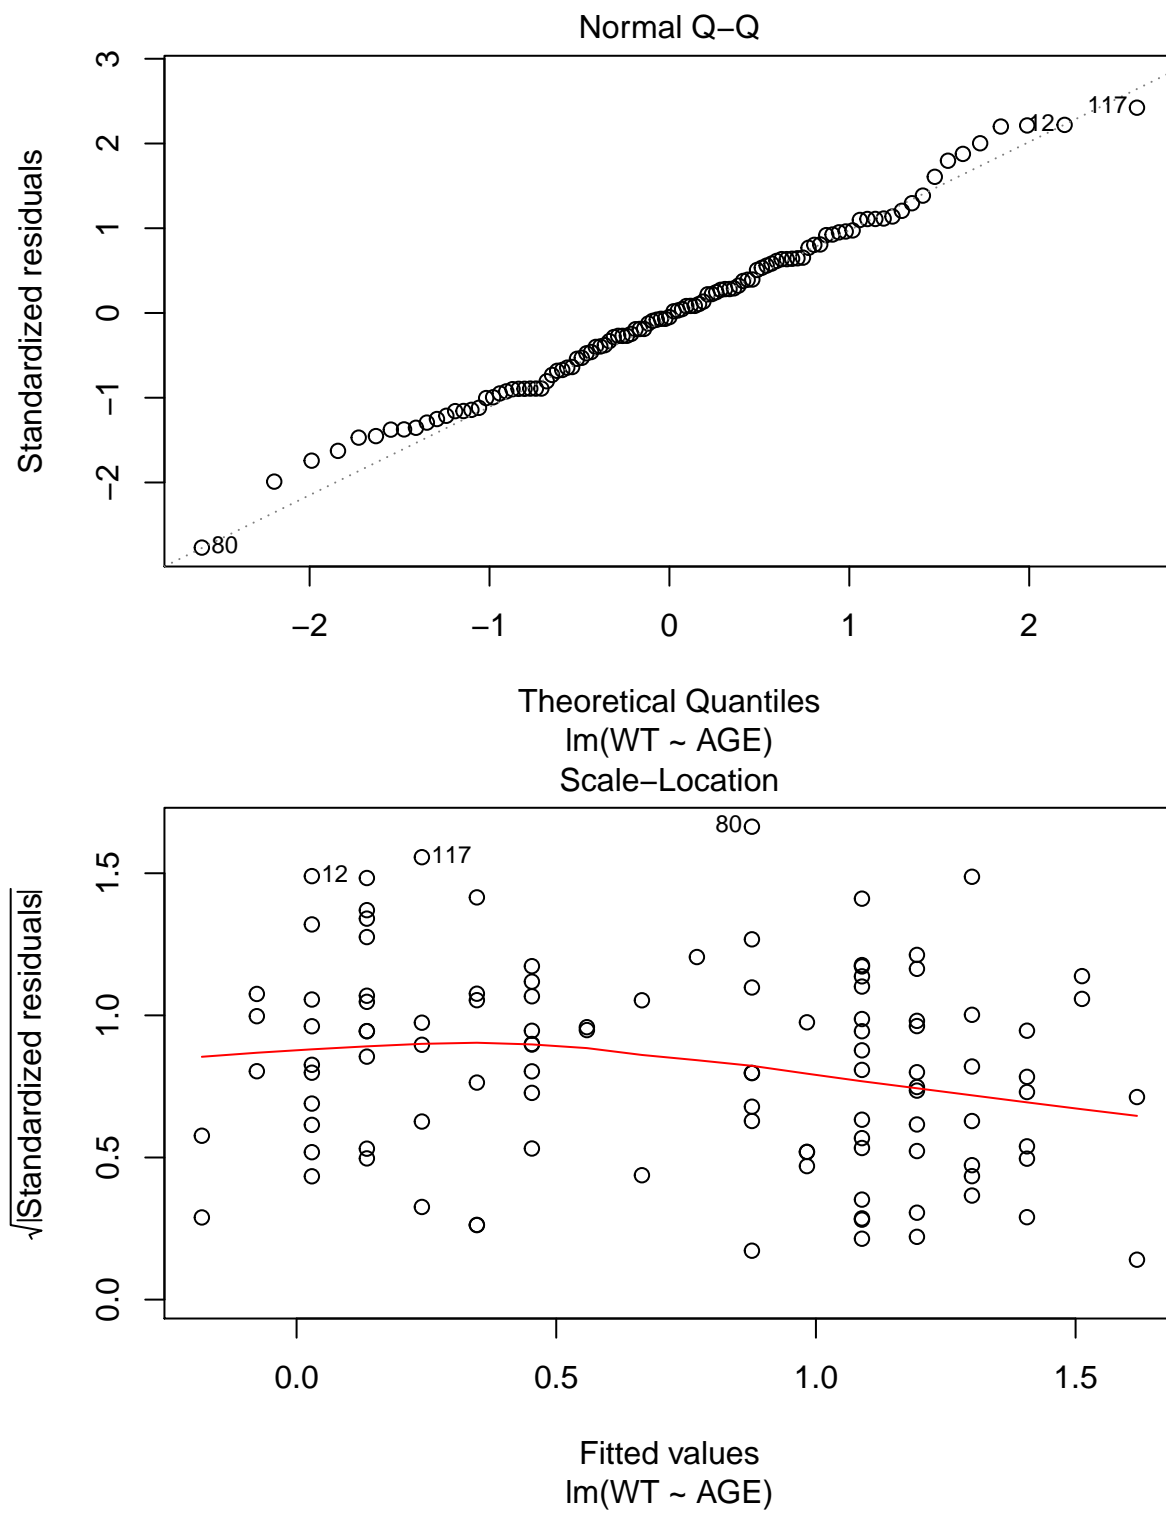 Normal Q−Q
Standardized residuals
3
2
1
0
−1
−2
117
12
80
−2 −1 0 1 2
Theoretical Quantiles
lm(WT ~ AGE)
Scale−Location
√|Standardized residuals|
1.5
1.0
0.5
0.0
80
117
12
0.0 0.5 1.0 1.5
Fitted values
lm(WT ~ AGE)